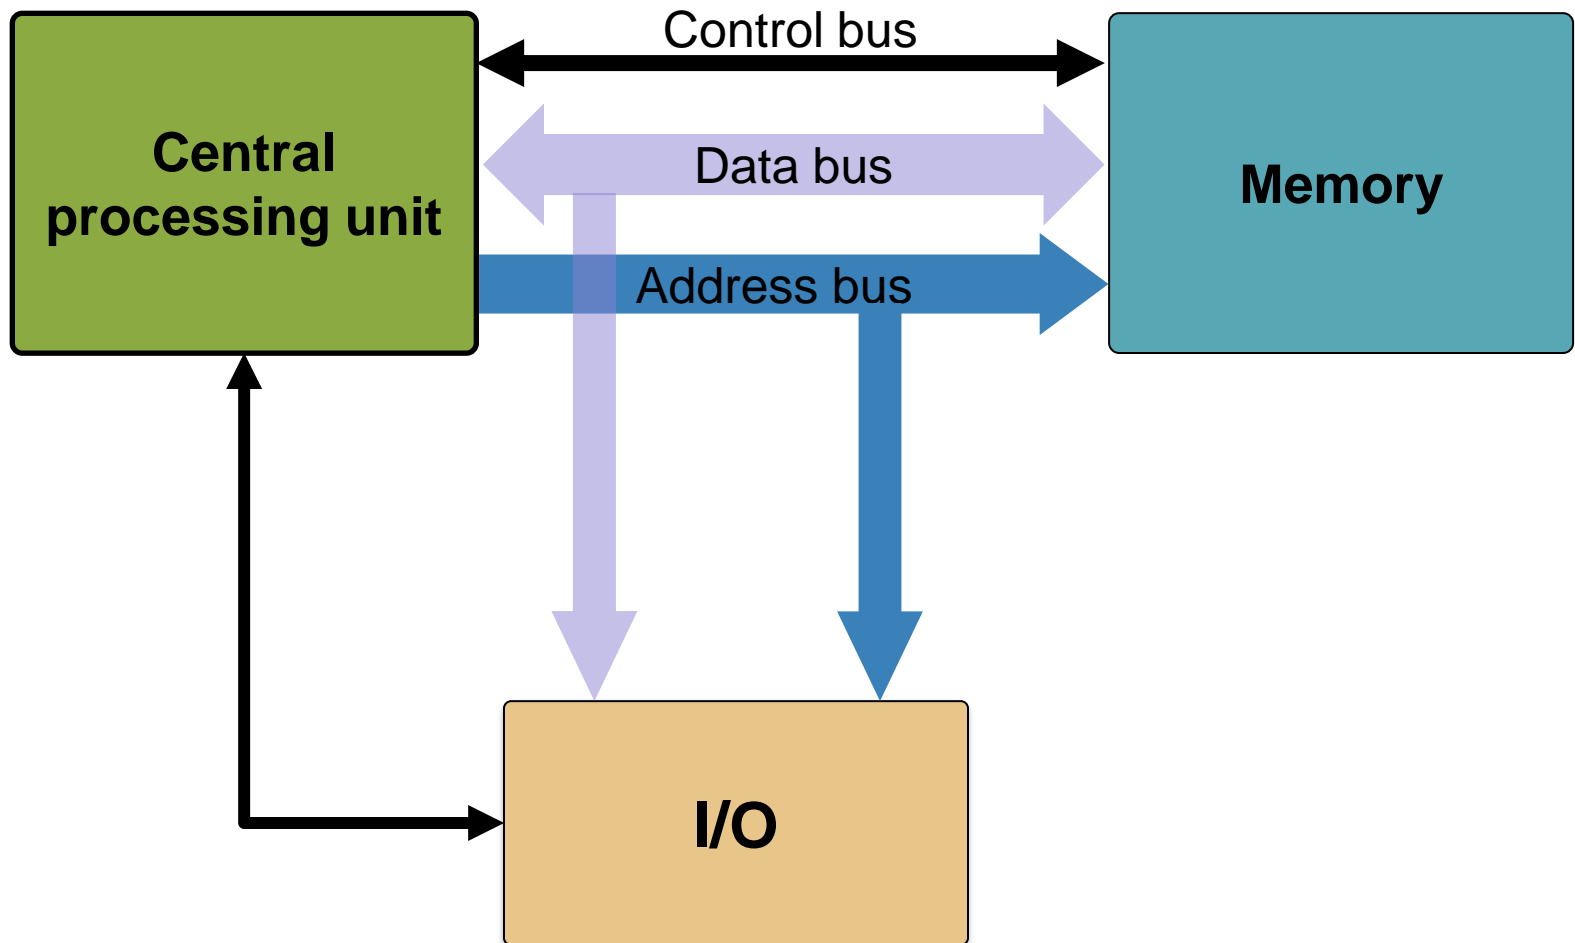 Control bus
Central
processing unit
Data bus
Memory
Address bus
I/O